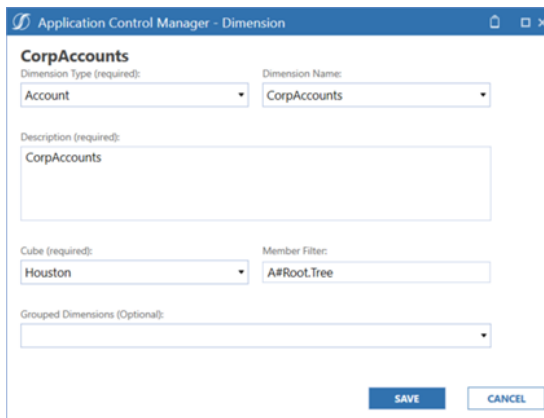 Application Control Manager - Dimension
CorpAccounts
Dimension Type (required): Dimension Name:
Account CorpAccounts
Description (required):
CorpAccounts
Cube (required): Member Filter:
Houston A#Root.Tree
Grouped Dimensions (Optional):
SAVE CANCEL